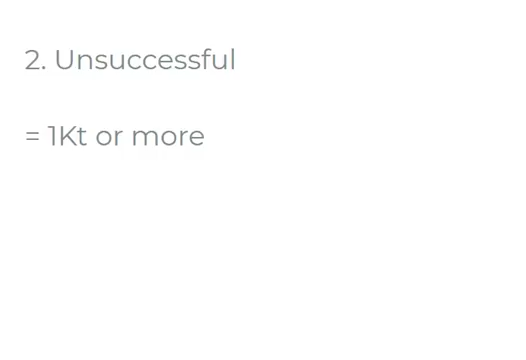 2. Unsuccessful
= 1Kt or more